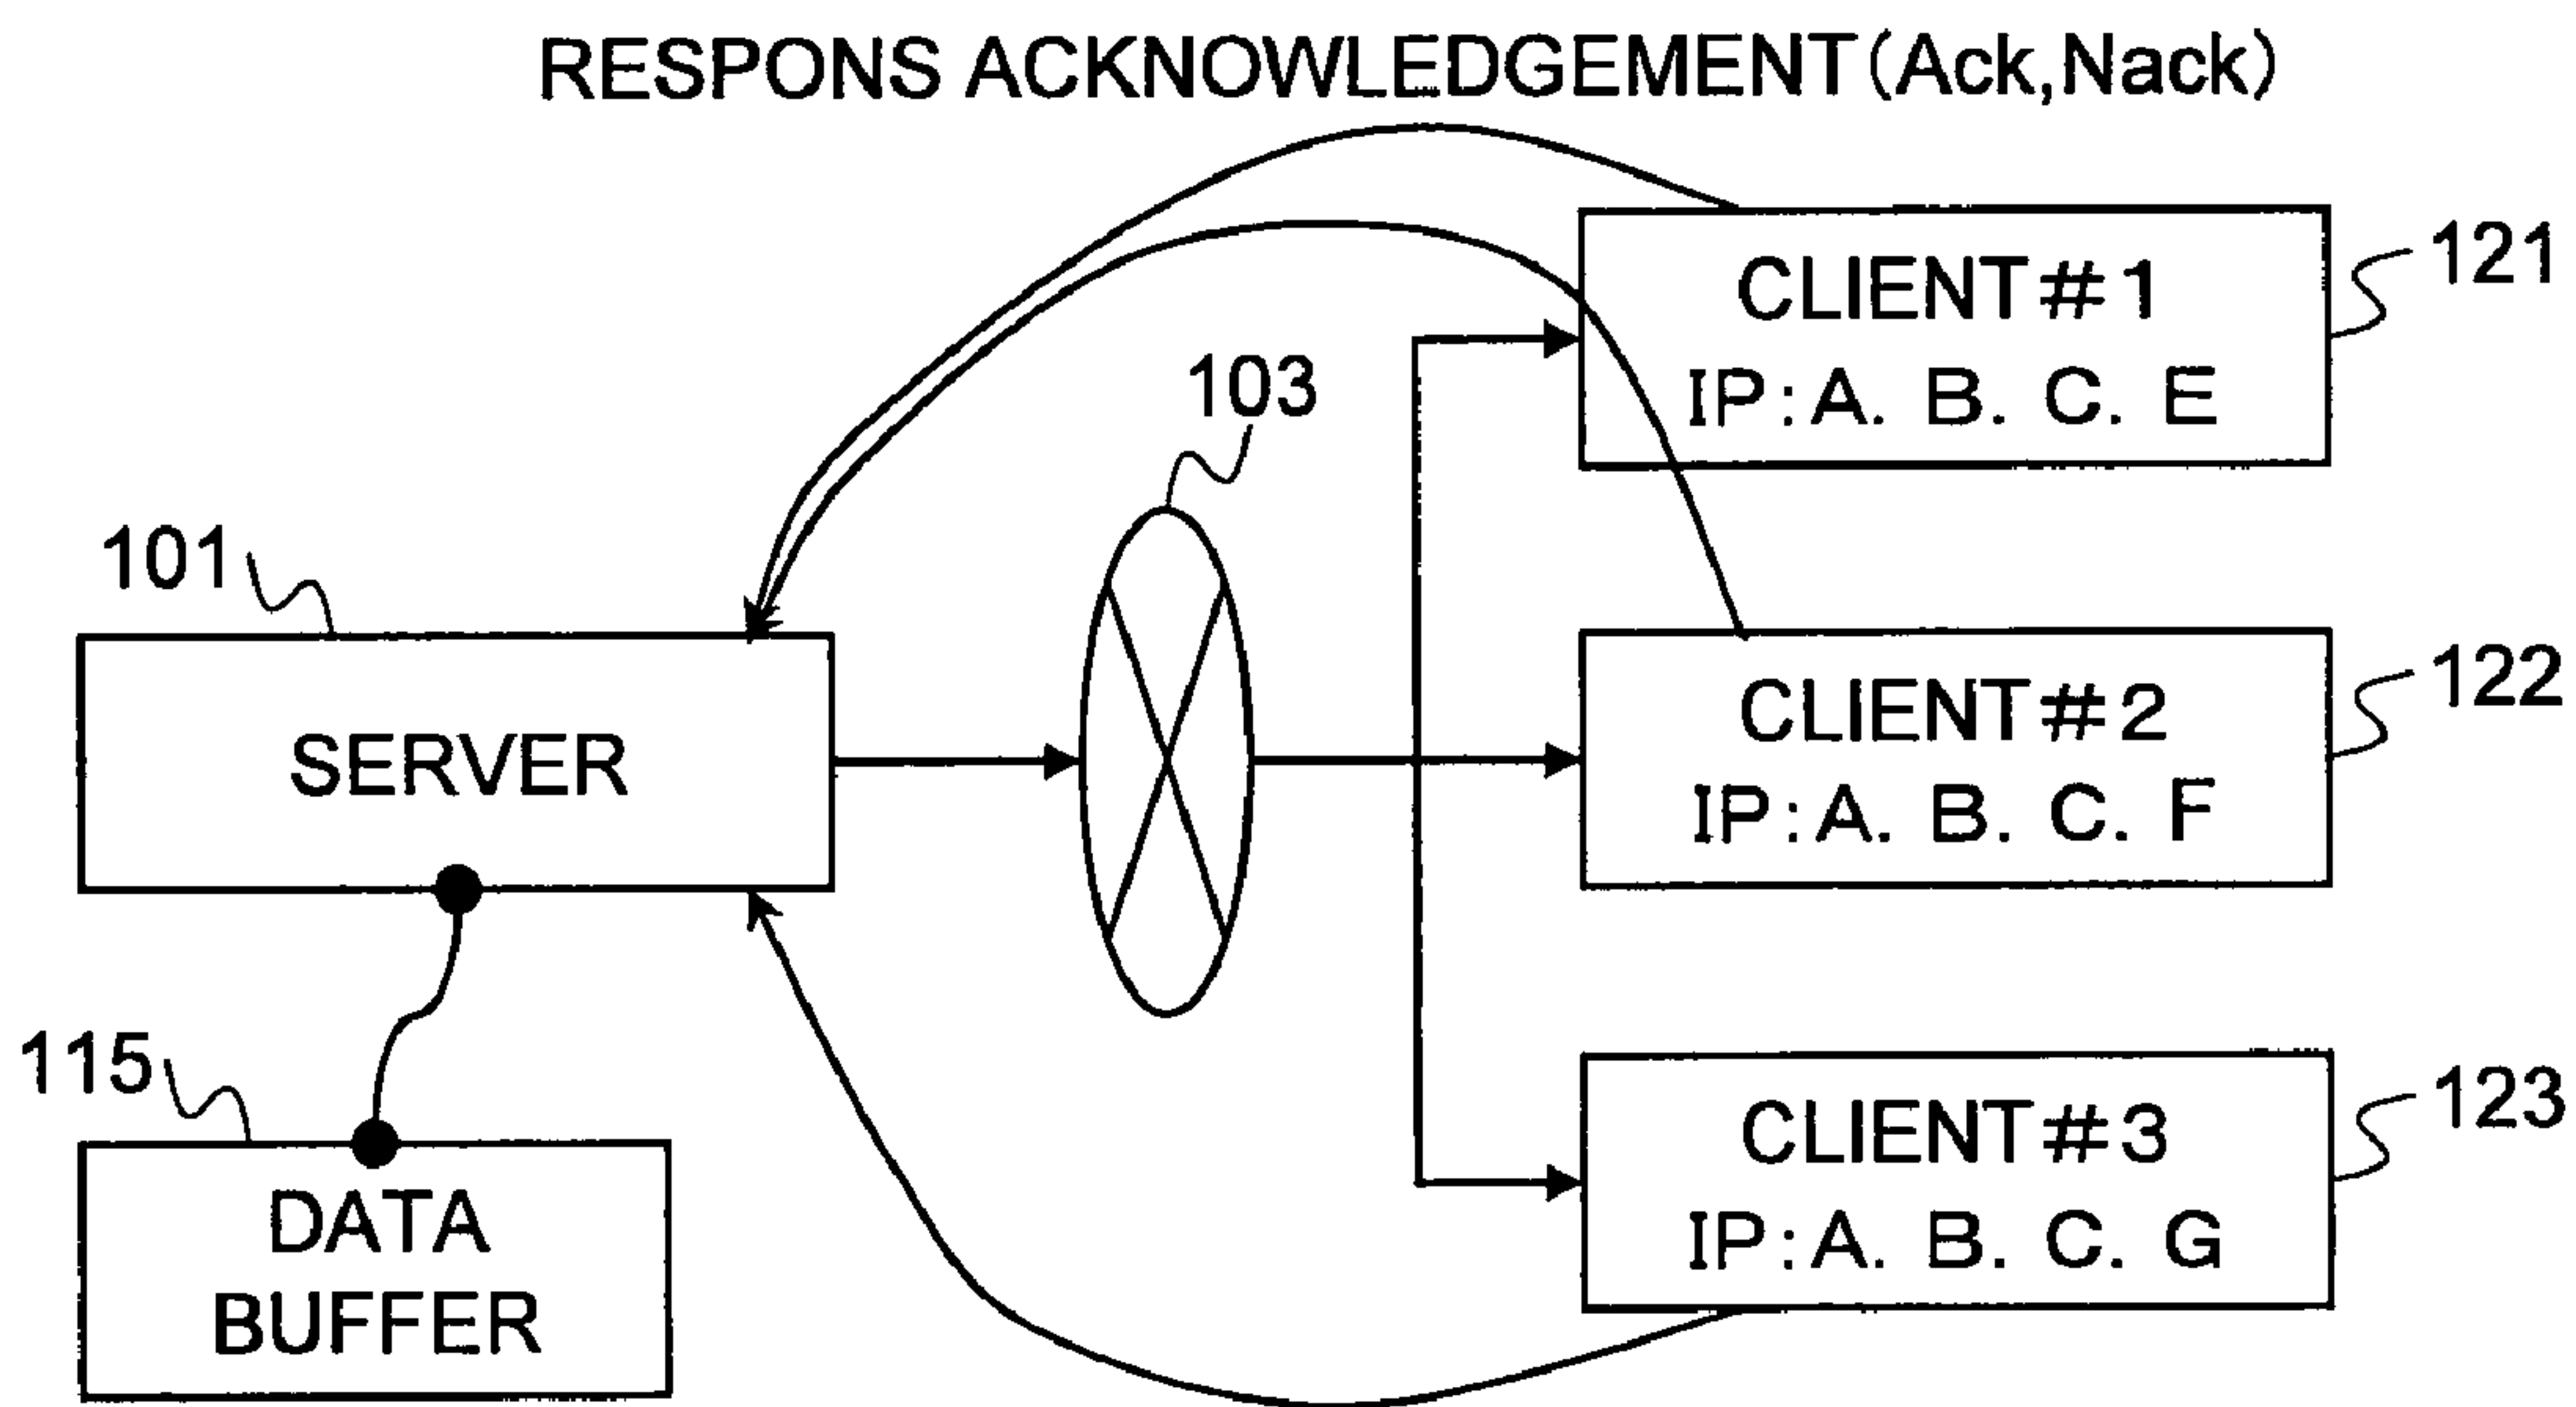 RESPONS ACKNOWLEDGEMENT(Ack,Nack)
121
CLIENT#1
IP:A. B. C. E
103
101
SERVER
122
CLIENT#2
IP:A. B. C. F
115
DATA
BUFFER
123
CLIENT#3
IP:A. B. C. G